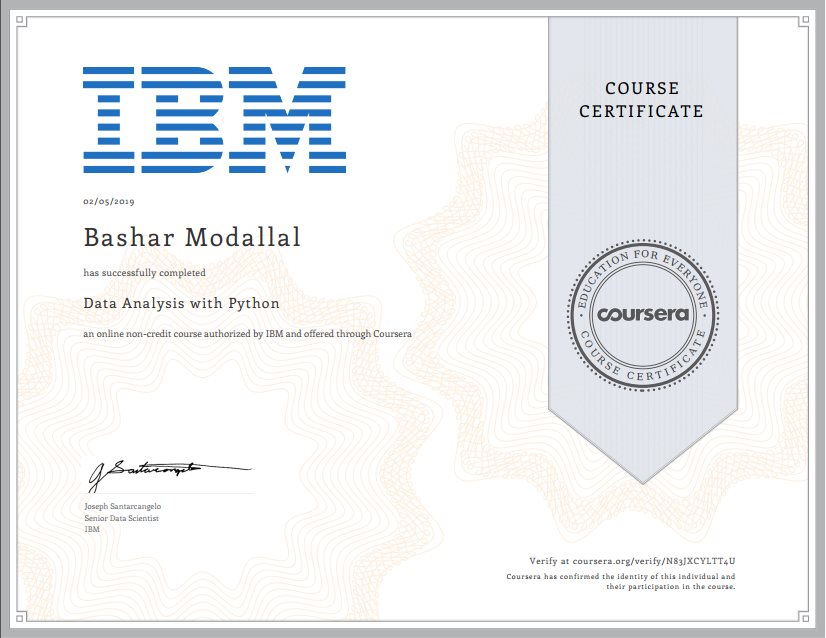 IBM
02/05/2019
Bashar Modallal
has successfully completed
Data Analysis with Python
an online non-credit course authorized by IBM and offered through Coursera
J Santarcangelo
Joseph Santarcangelo
Senior Data Scientist
IBM
COURSE
CERTIFICATE
EDUCATION FOR EVERYONE
coursera
COURSE CERTIFICATE
Verify at coursera.org/verify/N83JXCYLTT4U
Coursera has confirmed the identity of this individual and
their participation in the course.